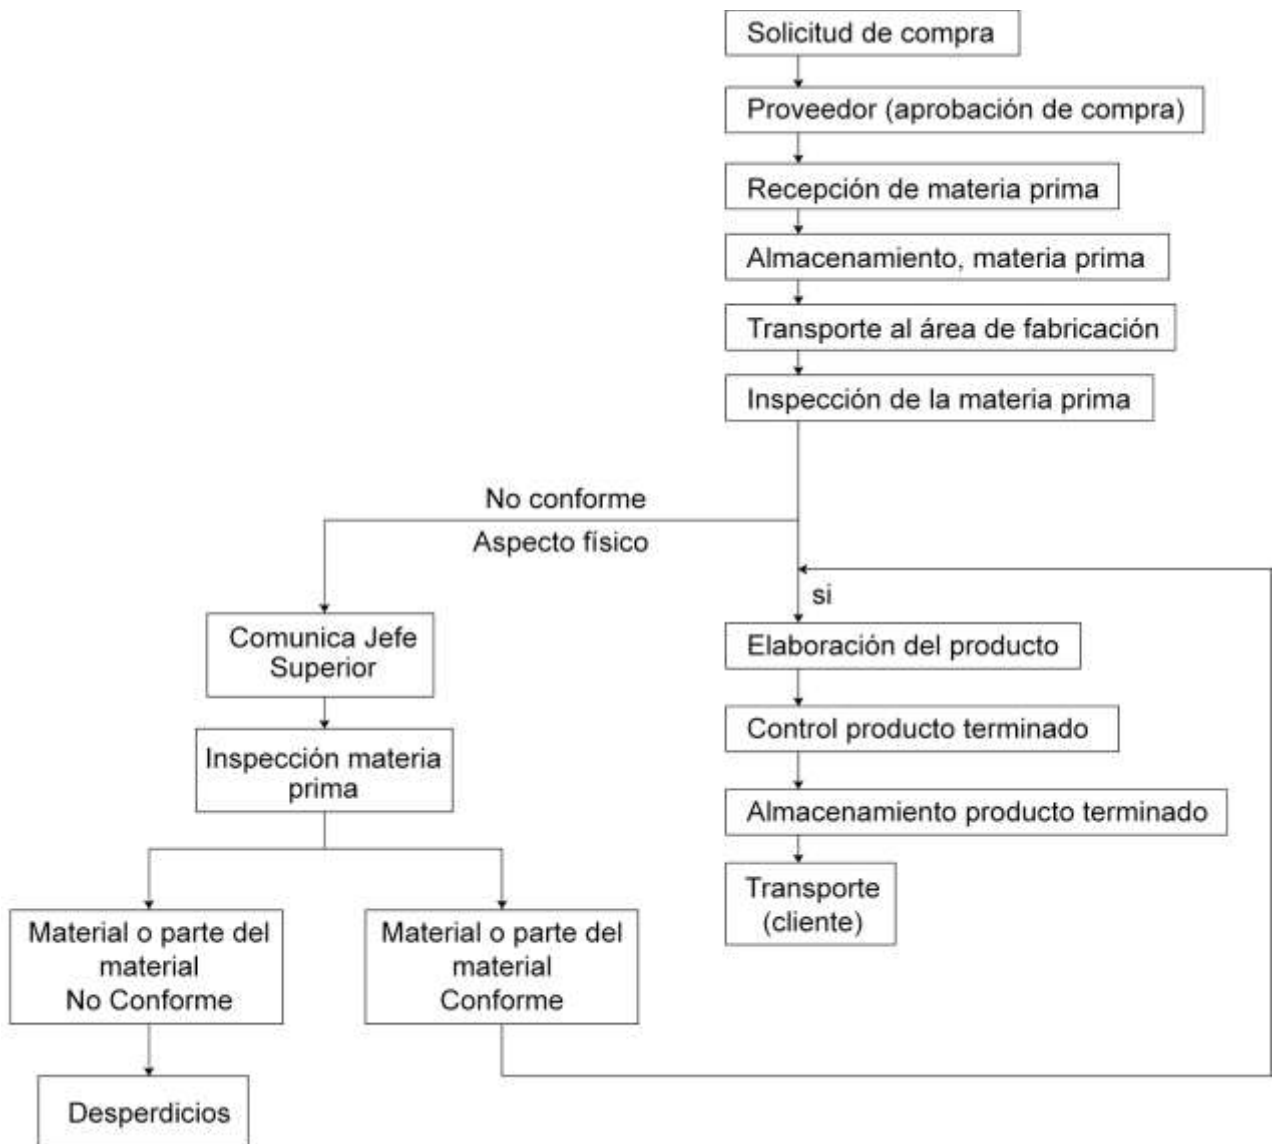 Solicitud de compra
Proveedor (aprobación de compra)
Recepción de materia prima
Almacenamiento, materia prima
Transporte al área de fabricación
Inspección de la materia prima
No conforme
Aspecto físico
si
Comunica Jefe
Superior
Inspección materia
prima
Material o parte del
material
No Conforme
Desperdicios
Material o parte del
material
Conforme
Elaboración del producto
Control producto terminado
Almacenamiento producto terminado
Transporte
(cliente)